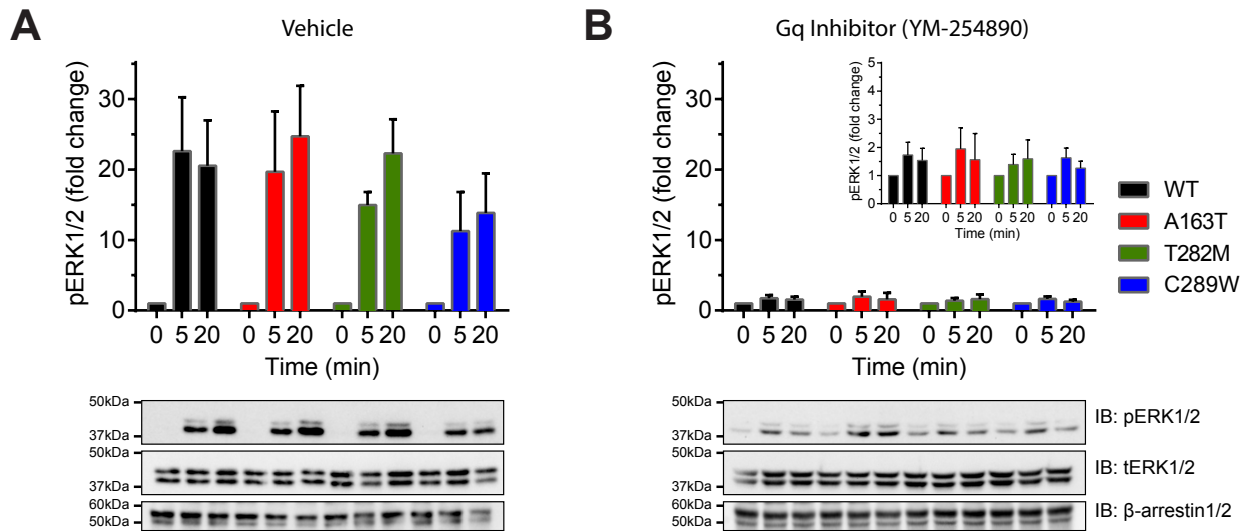 A
Vehicle
pERK1/2 (fold change)
30
20
10
0
0 5 20 0 5 20 0 5 20 0 5 20
Time (min)
50kDa
37kDa
50kDa
37kDa
60kDa
50kDa
B
Gq Inhibitor (YM-254890)
pERK1/2 (fold change)
30
20
10
0
0 5 20 0 5 20 0 5 20 0 5 20
Time (min)
pERK1/2 (fold change)
5
4
3
2
1
0
0 5 20 0 5 20 0 5 20 0 5 20
Time (min)
WT
A163T
T282M
C289W
50kDa
37kDa
IB: pERK1/2
50kDa
37kDa
IB: tERK1/2
60kDa
50kDa
IB: β-arrestin1/2